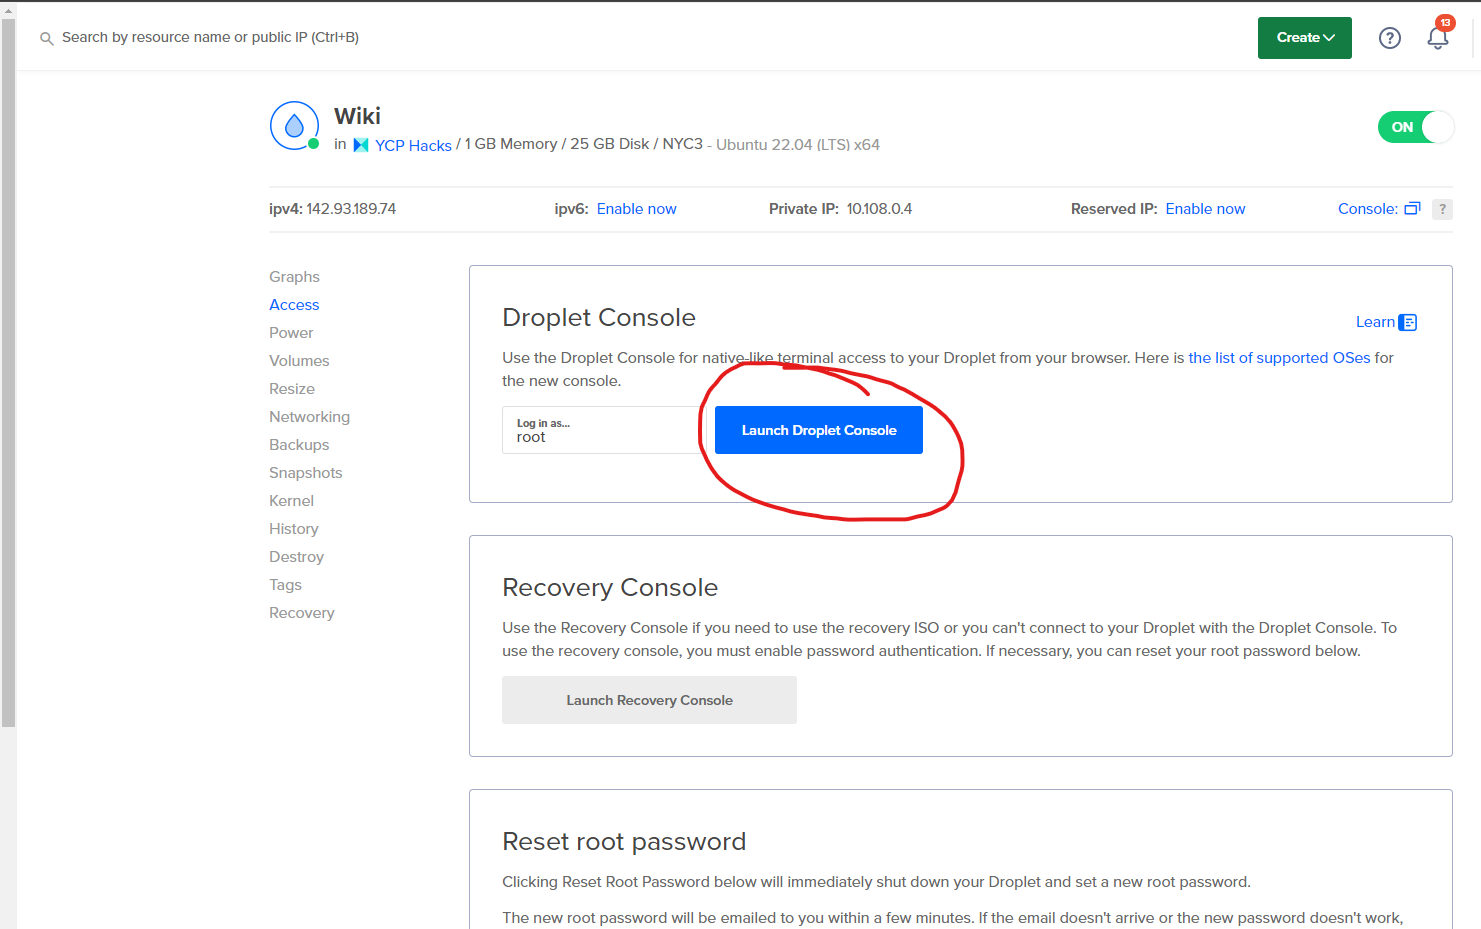 Search by resource name or public IP (Ctrl+B)
Create
?
13
Wiki
in YCP Hacks / 1 GB Memory / 25 GB Disk / NYC3 - Ubuntu 22.04 (LTS) x64
ON
ipv4: 142.93.189.74 ipv6: Enable now Private IP: 10.108.0.4 Reserved IP: Enable now Console: ?
Graphs
Access
Power
Volumes
Resize
Networking
Backups
Snapshots
Kernel
History
Destroy
Tags
Recovery
Droplet Console
Learn
Use the Droplet Console for native-like terminal access to your Droplet from your browser. Here is the list of supported OSes for
the new console.
Log in as...
root
Launch Droplet Console
Recovery Console
Use the Recovery Console if you need to use the recovery ISO or you can't connect to your Droplet with the Droplet Console. To
use the recovery console, you must enable password authentication. If necessary, you can reset your root password below.
Launch Recovery Console
Reset root password
Clicking Reset Root Password below will immediately shut down your Droplet and set a new root password.
The new root password will be emailed to you within a few minutes. If the email doesn't arrive or the new password doesn't work,